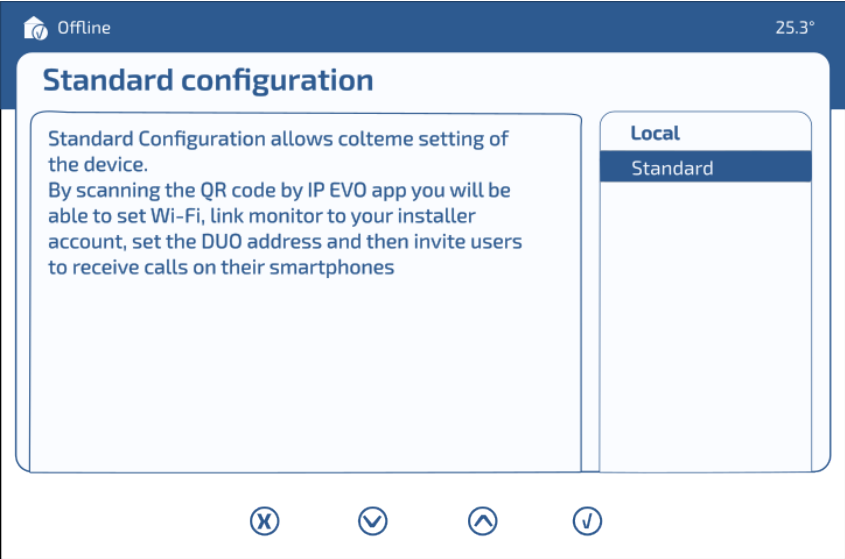 Offline
25.3°
Standard configuration
Standard Configuration allows colteme setting of
the device.
By scanning the QR code by IP EVO app you will be
able to set Wi-Fi, link monitor to your installer
account, set the DUO address and then invite users
to receive calls on their smartphones
Local
Standard
X